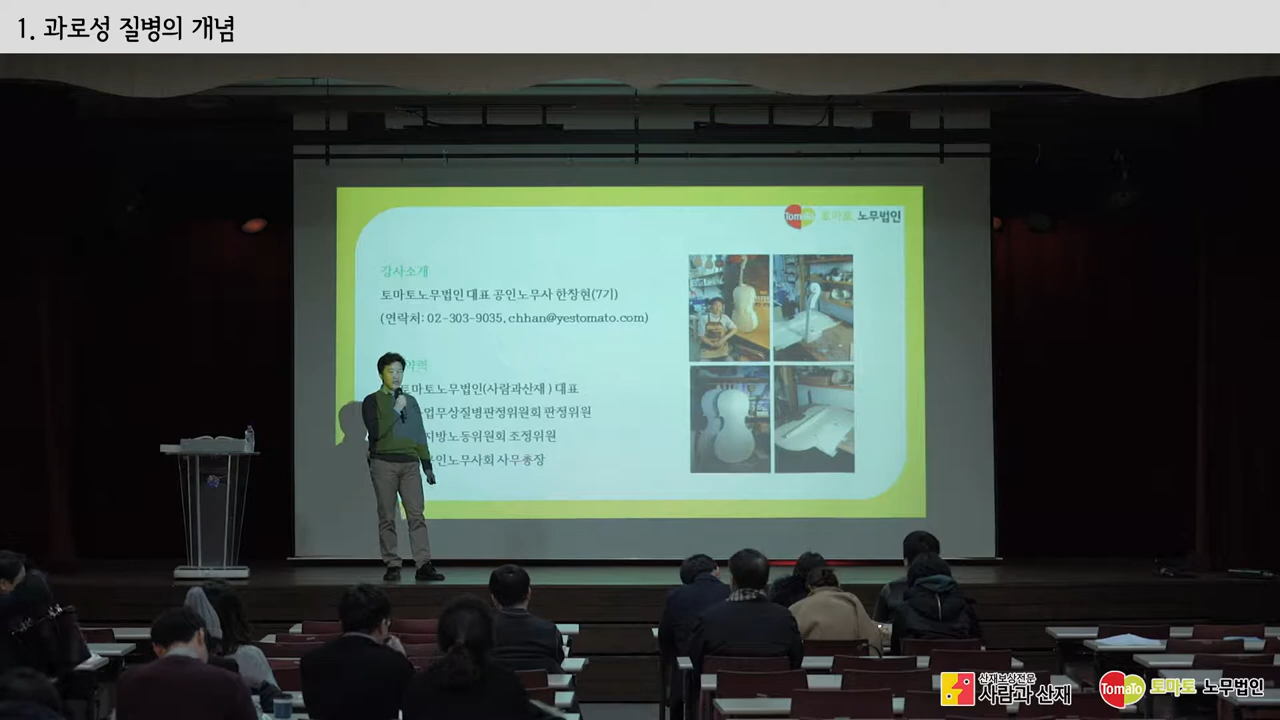 1. 과로성 질병의 개념
Tomato 토마토 노무법인
강사소개
토마토노무법인 대표 공인노무사 한창현(7기)
(연락처: 02-303-9035, chhan@yestomato.com)
약력
토마토노무법인(사람과산재 ) 대표
업무상질병판정위원회 판정위원
지방노동위원회 조정위원
인노무사회 사무총장
산재보상전문
사람과 산재
Tomato 토마토 노무법인